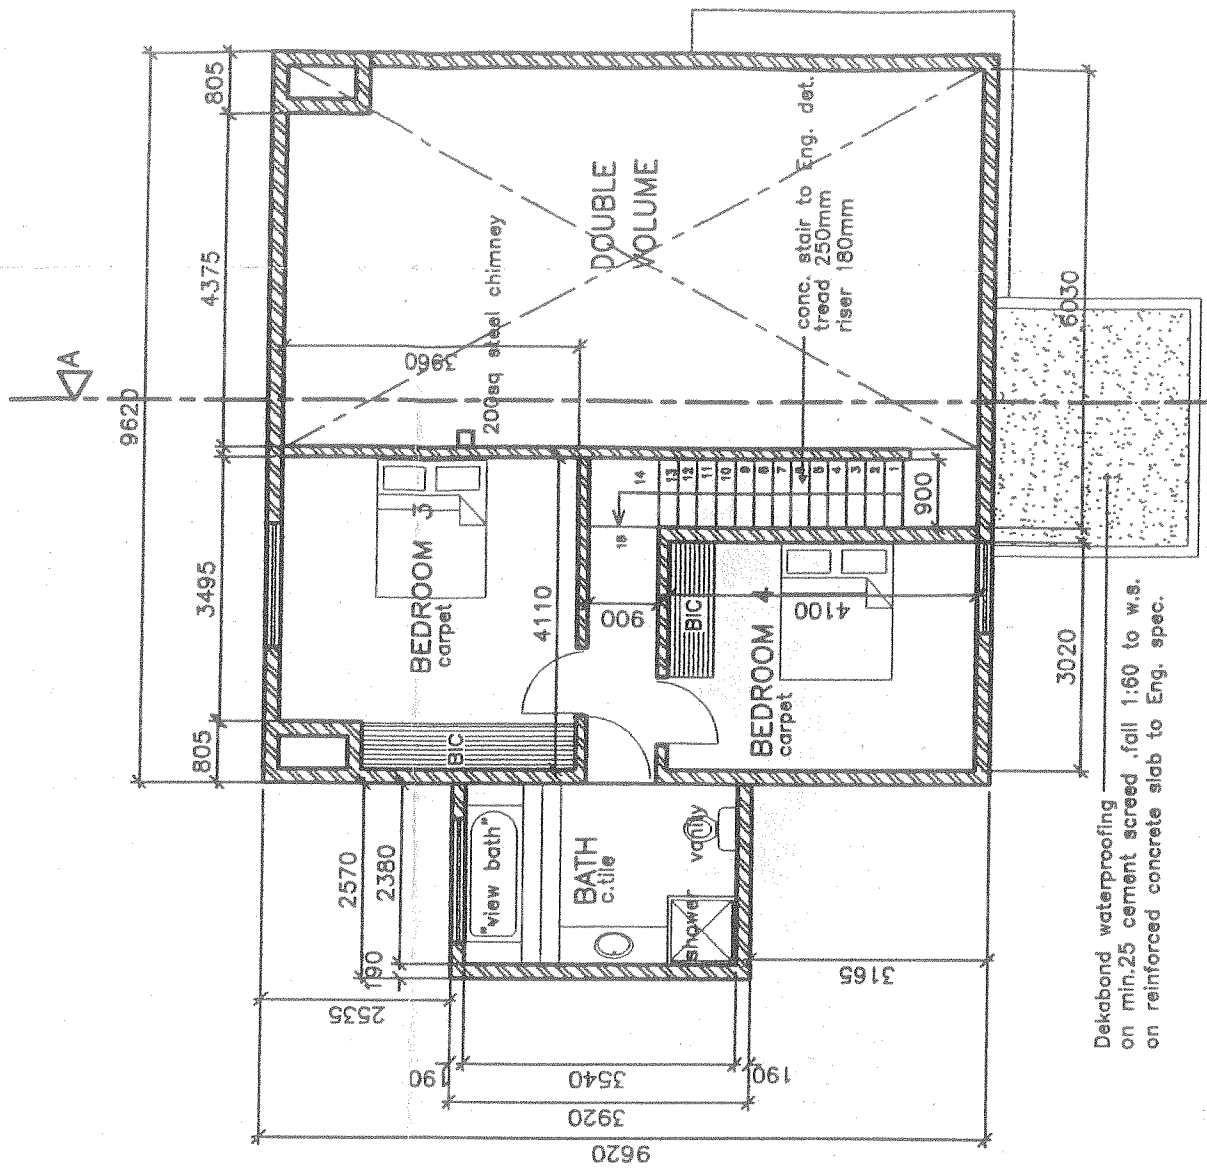 A
9620
805
4375
3495
805
DOUBLE
VOLUME
200sq steel chimney
3960
conc. stair to Eng. det.
tread 250mm
riser 180mm
6030
BEDROOM 3
carpet
4110
BIC
14
13
12
11
10
9
8
7
6
5
4
3
2
1
900
900
BIC
4100
BEDROOM 4
carpet
3020
2570
2380
190
"view bath"
BATH
c.tile
vanity
shower
2535
3165
190
3540
190
3920
9620
Dekabond waterproofing
on min.25 cement screed ,fall 1:60 to w.s.
on reinforced concrete slab to Eng. spec.